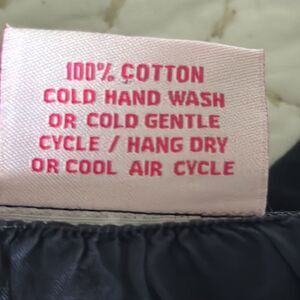 100% COTTON
COLD HAND WASH
OR COLD GENTLE
CYCLE / HANG DRY
OR COOL AIR CYCLE